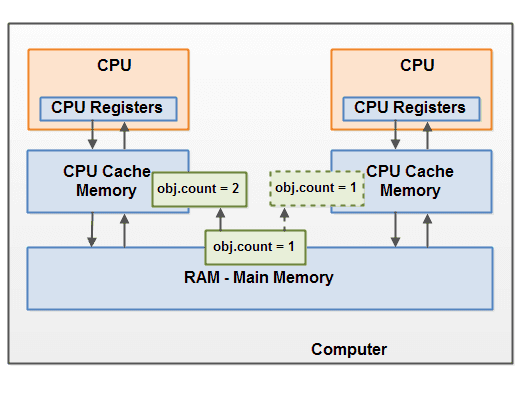 CPU
CPU
CPU Registers
CPU Registers
CPU Cache
Memory
CPU Cache
Memory
obj.count = 2
obj.count = 1
obj.count = 1
RAM - Main Memory
Computer